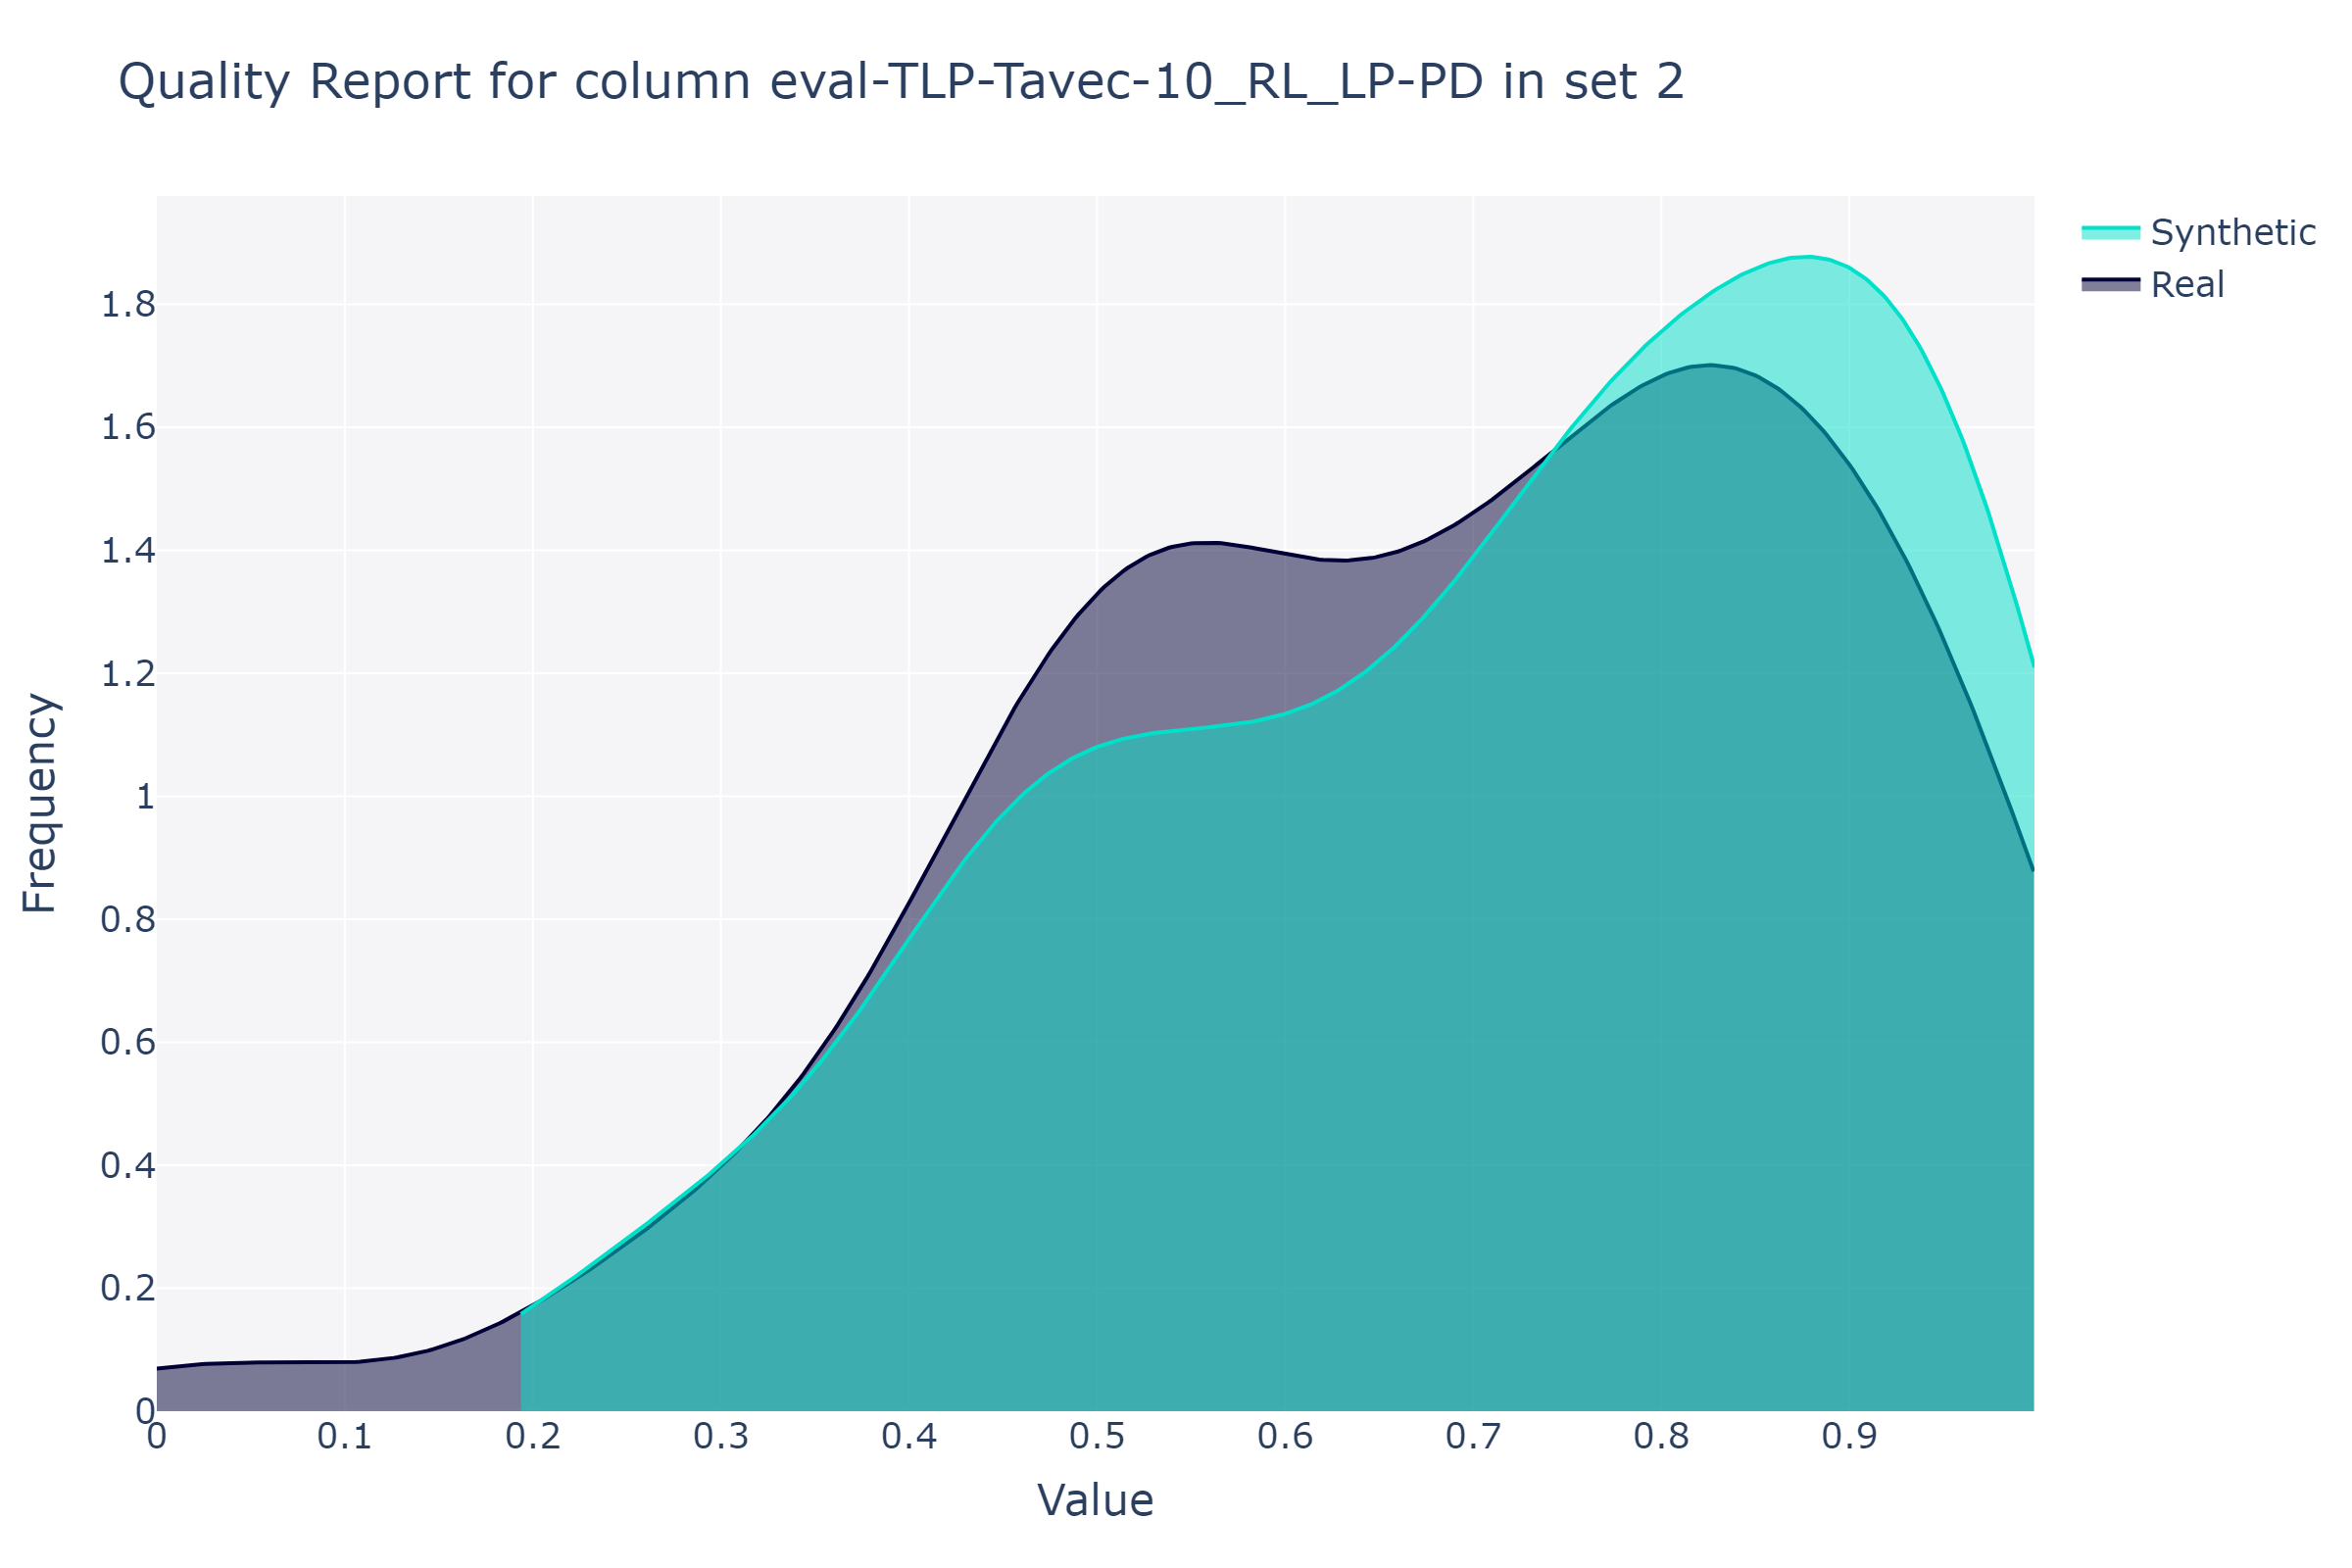 Quality Report for column eval-TLP-Tavec-10_RL_LP-PD in set 2
Synthetic
Real
1.8
1.6
1.4
1.2
1
0.8
0.6
0.4
0.2
0
Frequency
0 0.1 0.2 0.3 0.4 0.5 0.6 0.7 0.8 0.9
Value